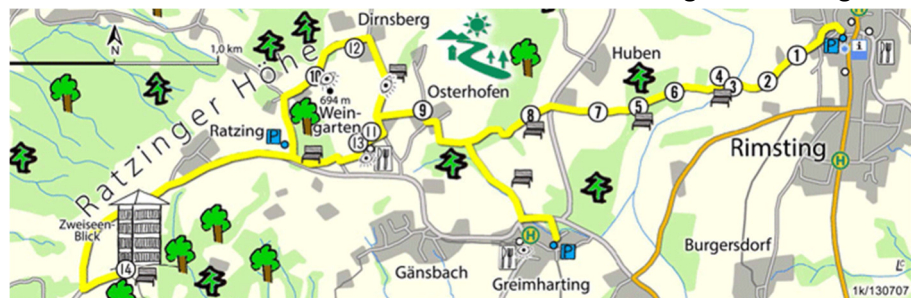 Dirnsberg
N
1,0 km
Ratzinger Höhe
12
10
694 m
Wein-
garten
Ratzing
P
11
13
9
Osterhofen
Huben
8
7
5
6
4
3
2
1
P
i
H
Rimsting
H
Zweiseen-
Blick
14
Gänsbach
H
P
Greimharting
Burgersdorf
1k/130707